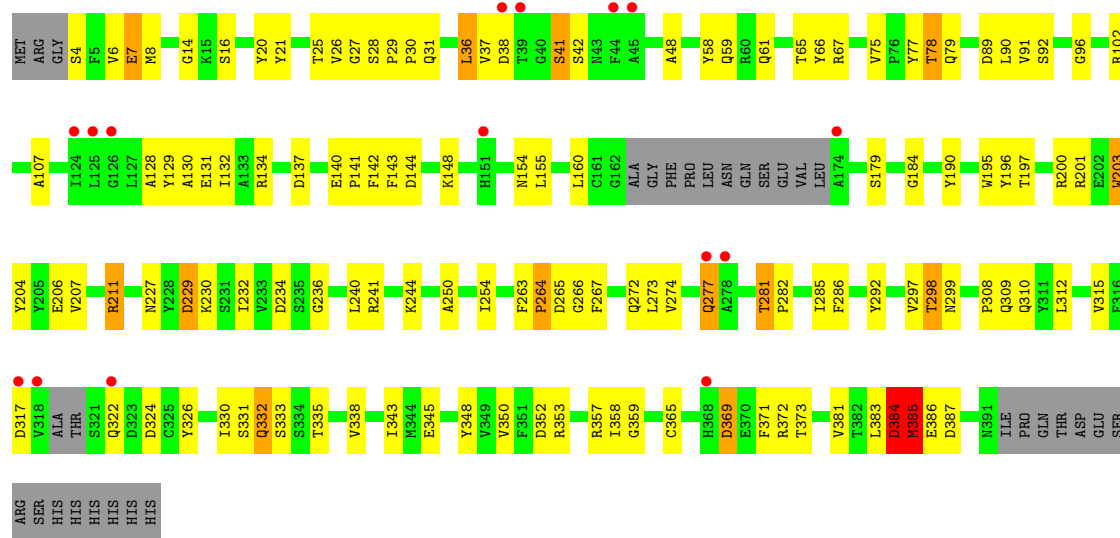 MET ARG GLY S4 F5 V6 E7 M8 G14 K15 S16 Y20 Y21 T25 V26 G27 S28 P29 P30 Q31 L36 V37 D38 T39 G40 S41 S42 N43 F44 A45 A48 Y58 Q59 R60 Q61 T65 Y66 R67 V75 P76 Y77 T78 Q79 D89 L90 V91 S92 G96 R102
A107 I124 L125 G126 L127 A128 Y129 A130 E131 I132 A133 R134 D137 E140 P141 F142 F143 D144 K148 H151 N154 L155 L160 C161 G162 ALA GLY PHE PRO LEU ASN GLN SER GLU VAL LEU A174 S179 G184 Y190 W195 Y196 T197 R200 R201 E202 W203
Y204 Y205 E206 V207 R211 N227 Y228 D229 K230 S231 I232 V233 D234 S235 G236 L240 R241 K244 A250 I254 F263 P264 D265 G266 F267 Q272 L273 V274 Q277 A278 T281 P282 I285 F286 Y292 V297 T298 N299 P308 Q309 Q310 Y311 L312 V315 E316
D317 V318 ALA THR S321 Q322 D323 D324 C325 Y326 I330 S331 Q332 S333 S334 T335 V338 I343 M344 E345 Y348 V349 V350 F351 D352 R353 R357 I358 G359 C365 H368 D369 E370 F371 R372 T373 V381 T382 L383 D384 M385 E386 D387 N391 ILE PRO GLN THR ASP GLU SER
ARG SER HIS HIS HIS HIS HIS HIS